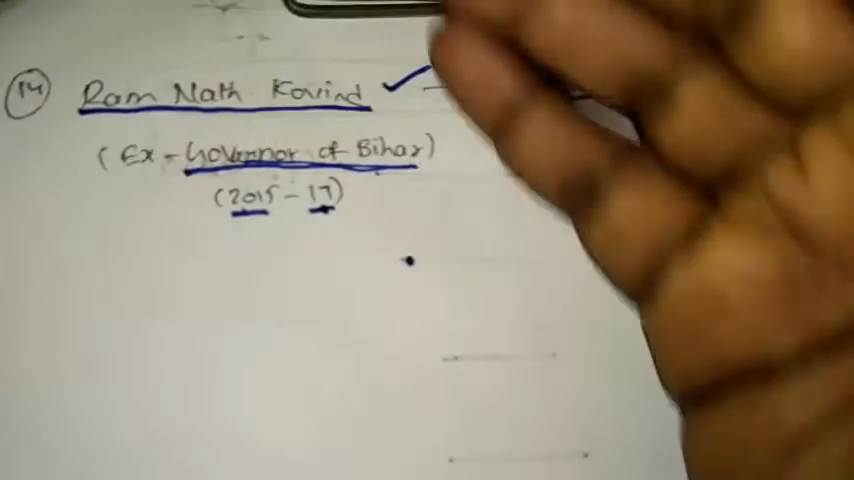 14 Ram Nath Kovind
(Ex - Governor of Bihar)
(2015 - 17)